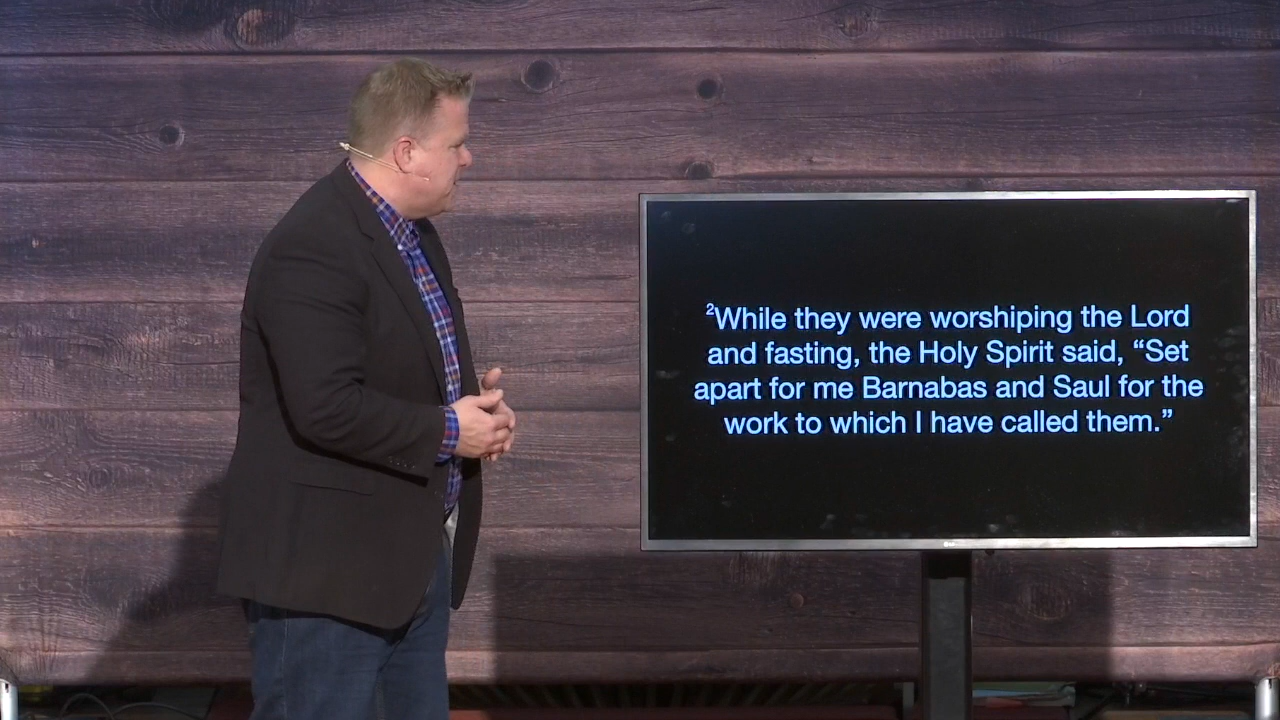 ²While they were worshiping the Lord
and fasting, the Holy Spirit said, “Set
apart for me Barnabas and Saul for the
work to which I have called them.”